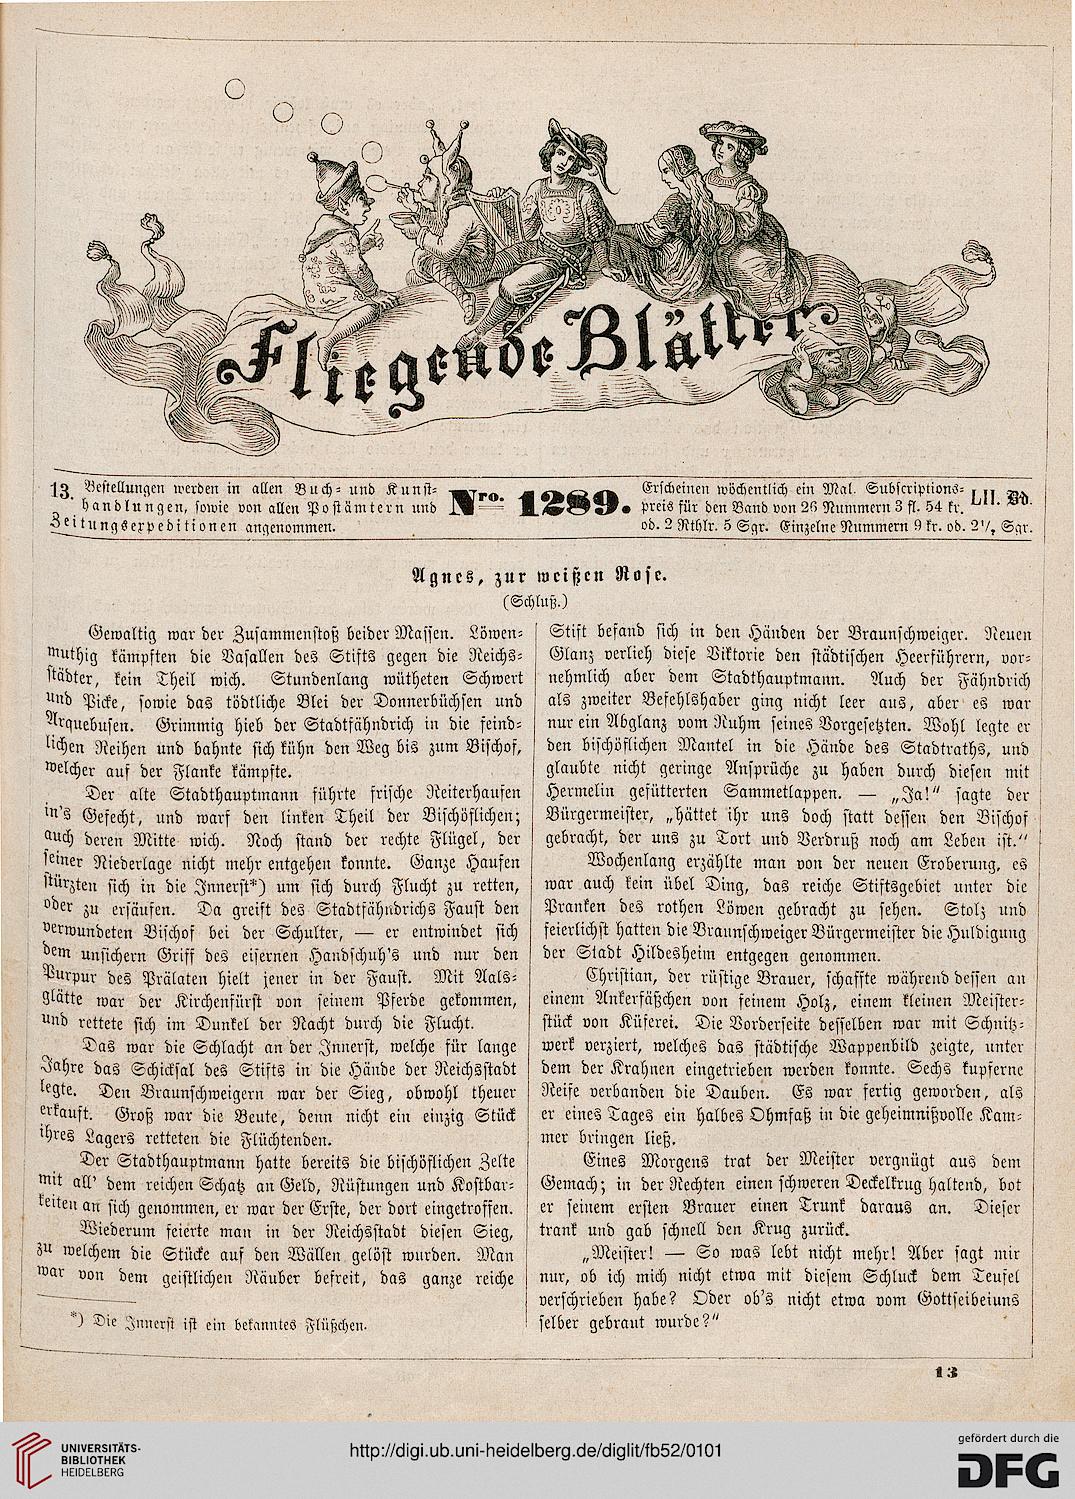 Fliegende Blätter
13.
Bestellungen werden in allen Buch- und Kunst-
handlungen, sowie von allen Postämtern und
Zeitungsexpeditionen angenommen.
Nro. 1289.
Erscheinen wöchentlich ein Mal. Subscriptions-
preis für den Band von 26 Nummern 3 fl. 54 kr.
od. 2 Rthlr. 5 Sgr. Einzelne Nummern 9 kr. od. 2 1/2 Sgr.
LII. Bd.
Agnes, zur weißen Rose.
(Schluß.)
Gewaltig war der Zusammenstoß beider Massen. Löwen-
muthig kämpften die Vasallen des Stifts gegen die Reichs-
städter, kein Theil wich. Stundenlang wütheten Schwert
und Picke, sowie das tödtliche Blei der Donnerbüchsen und
Arquebusen. Grimmig hieb der Stadtfähndrich in die feind-
lichen Reihen und bahnte sich kühn den Weg bis zum Bischof,
welcher auf der Flanke kämpfte.
Der alte Stadthauptmann führte frische Reiterhaufen
in's Gefecht, und warf den linken Theil der Bischöflichen;
auch deren Mitte wich. Noch stand der rechte Flügel, der
seiner Niederlage nicht mehr entgehen konnte. Ganze Haufen
stürzten sich in die Innerst*) um sich durch Flucht zu retten,
oder zu ersäufen. Da greift des Stadtfähndrichs Faust den
verwundeten Bischof bei der Schulter, — er entwindet sich
dem unsichern Griff des eisernen Handschuh's und nur den
Purpur des Prälaten hielt jener in der Faust. Mit Aals-
glätte war der Kirchenfürst von seinem Pferde gekommen,
und rettete sich im Dunkel der Nacht durch die Flucht.
Das war die Schlacht an der Innerst, welche für lange
Jahre das Schicksal des Stifts in die Hände der Reichsstadt
legte. Den Braunschweigern war der Sieg, obwohl theuer
erkauft. Groß war die Beute, denn nicht ein einzig Stück
ihres Lagers retteten die Flüchtenden.
Der Stadthauptmann hatte bereits die bischöflichen Zelte
mit all' dem reichen Schatz an Geld, Rüstungen und Kostbar-
keiten an sich genommen, er war der Erste, der dort eingetroffen.
Wiederum feierte man in der Reichsstadt diesen Sieg,
zu welchem die Stücke auf den Wällen gelöst wurden. Man
war von dem geistlichen Räuber befreit, das ganze reiche
*) Die Innerst ist ein bekanntes Flüßchen.
Stift befand sich in den Händen der Braunschweiger. Neuen
Glanz verlieh diese Viktorie den städtischen Heerführern, vor-
nehmlich aber dem Stadthauptmann. Auch der Fähndrich
als zweiter Befehlshaber ging nicht leer aus, aber es war
nur ein Abglanz vom Ruhm seines Vorgesetzten. Wohl legte er
den bischöflichen Mantel in die Hände des Stadtraths, und
glaubte nicht geringe Ansprüche zu haben durch diesen mit
Hermelin gefütterten Sammetlappen. — „Ja!“ sagte der
Bürgermeister, „hättet ihr uns doch statt dessen den Bischof
gebracht, der uns zu Tort und Verdruß noch am Leben ist.“
Wochenlang erzählte man von der neuen Eroberung, es
war auch kein übel Ding, das reiche Stiftsgebiet unter die
Pranken des rothen Löwen gebracht zu sehen. Stolz und
feierlichst hatten die Braunschweiger Bürgermeister die Huldigung
der Stadt Hildesheim entgegen genommen.
Christian, der rüstige Brauer, schaffte während dessen an
einem Ankerfäßchen von feinem Holz, einem kleinen Meister-
stück von Küferei. Die Vorderseite desselben war mit Schnitz-
werk verziert, welches das städtische Wappenbild zeigte, unter
dem der Krahnen eingetrieben werden konnte. Sechs kupferne
Reife verbanden die Dauben. Es war fertig geworden, als
er eines Tages ein halbes Ohmfaß in die geheimnißvolle Kam-
mer bringen ließ.
Eines Morgens trat der Meister vergnügt aus dem
Gemach; in der Rechten einen schweren Deckelkrug haltend, bot
er seinem ersten Brauer einen Trunk daraus an. Dieser
trank und gab schnell den Krug zurück.
„Meister! — So was lebt nicht mehr! Aber sagt mir
nur, ob ich mich nicht etwa mit diesem Schluck dem Teufel
verschrieben habe? Oder ob's nicht etwa vom Gottseibeiuns
selber gebraut wurde?“
13
UNIVERSITÄTS-
BIBLIOTHEK
HEIDELBERG
http://digi.ub.uni-heidelberg.de/diglit/fb52/0101
gefördert durch die
DFG